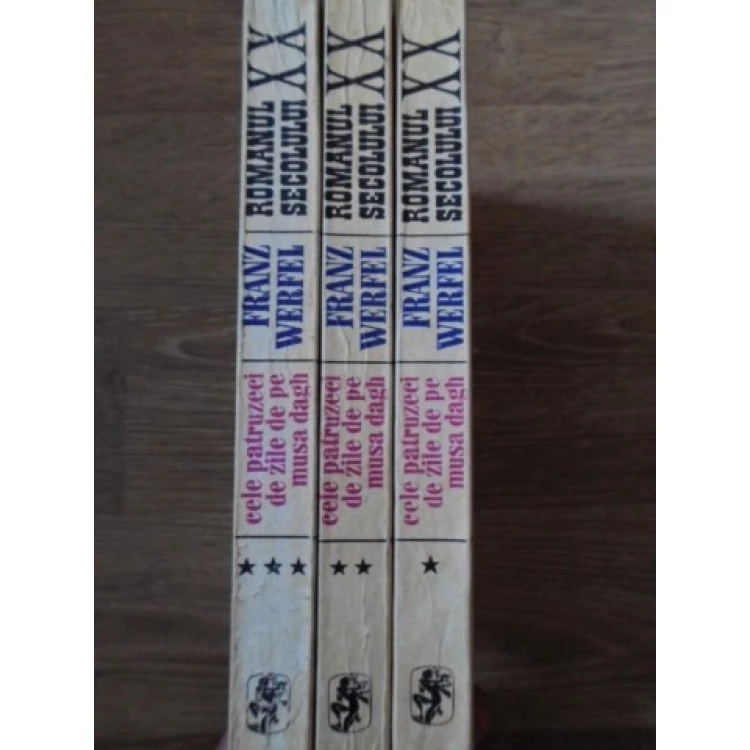 ROMANUL
SECOLULUI
XX
FRANZ
WERFEL
cele patruzeci
de zile de pe
musa dagh
★ ★ ★
ROMANUL
SECOLULUI
XX
FRANZ
WERFEL
cele patruzeci
de zile de pe
musa dagh
★ ★
ROMANUL
SECOLULUI
XX
FRANZ
WERFEL
cele patruzeci
de zile de pe
musa dagh
★